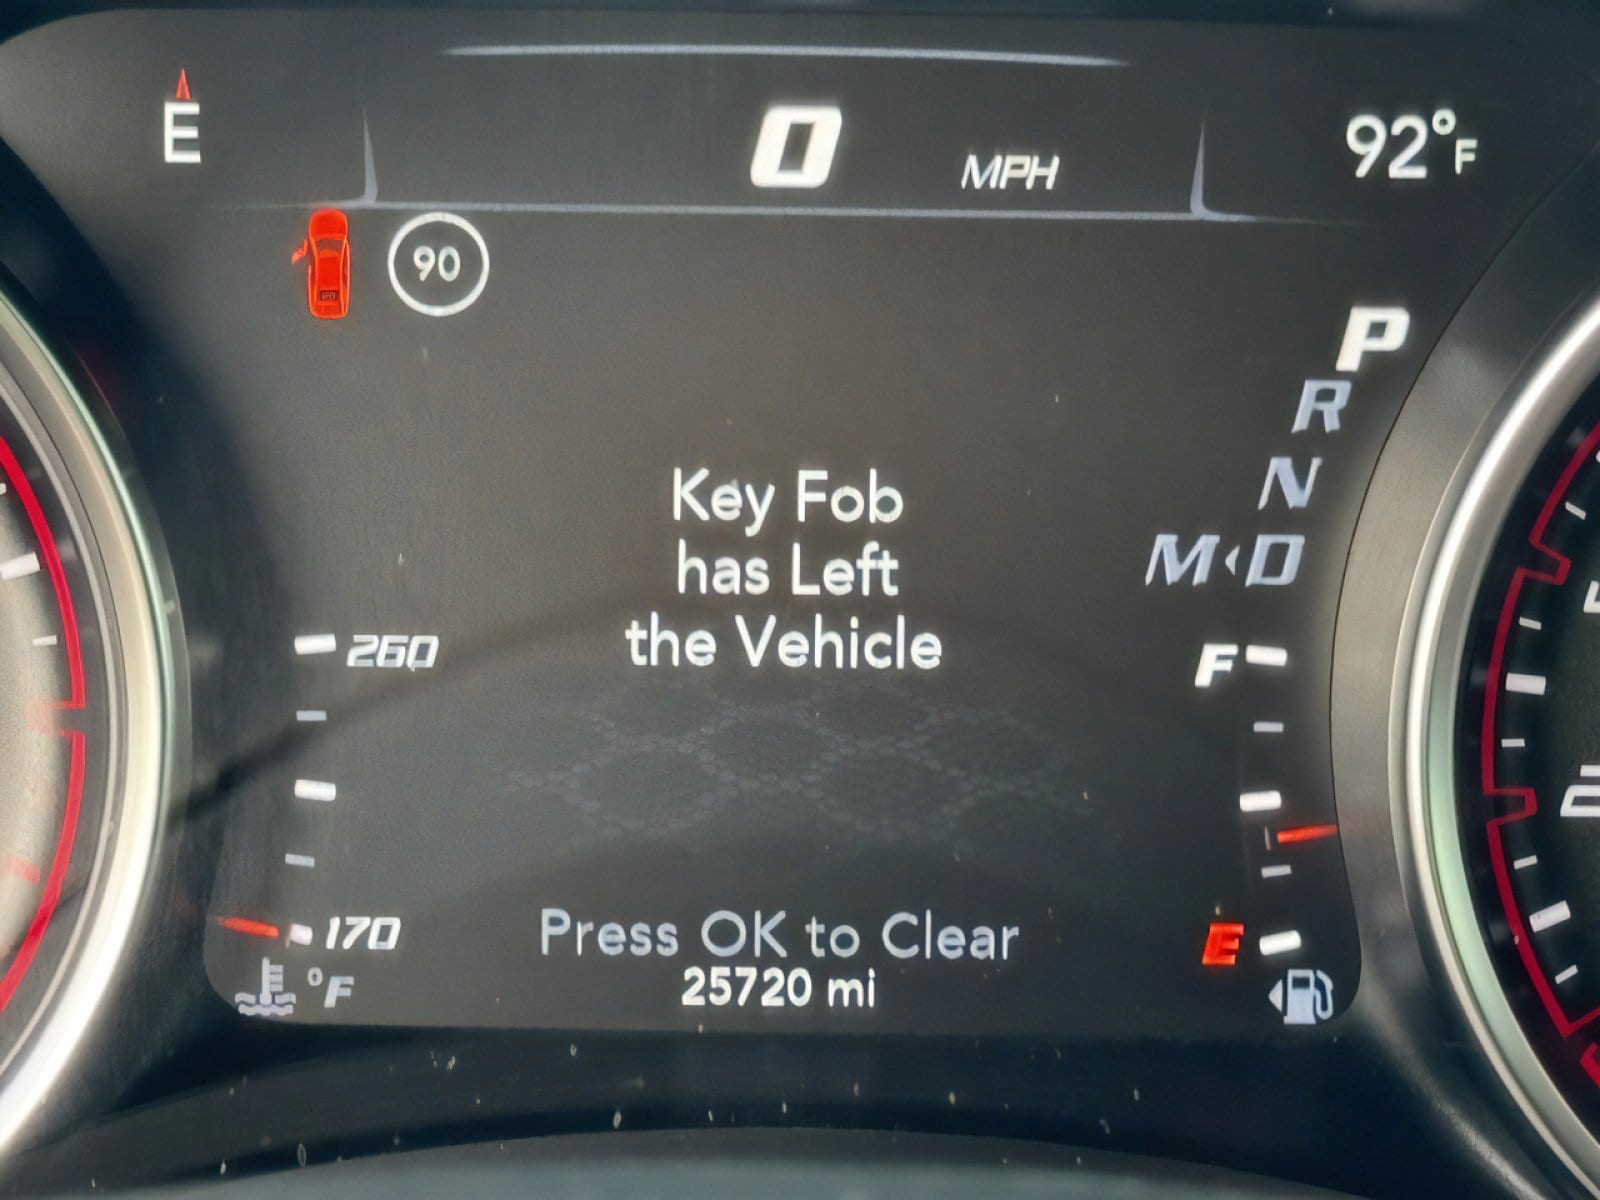 E
0 MPH
92°F
90
P
R
N
M D
Key Fob
has Left
the Vehicle
260
F
170
°F
E
Press OK to Clear
25720 mi